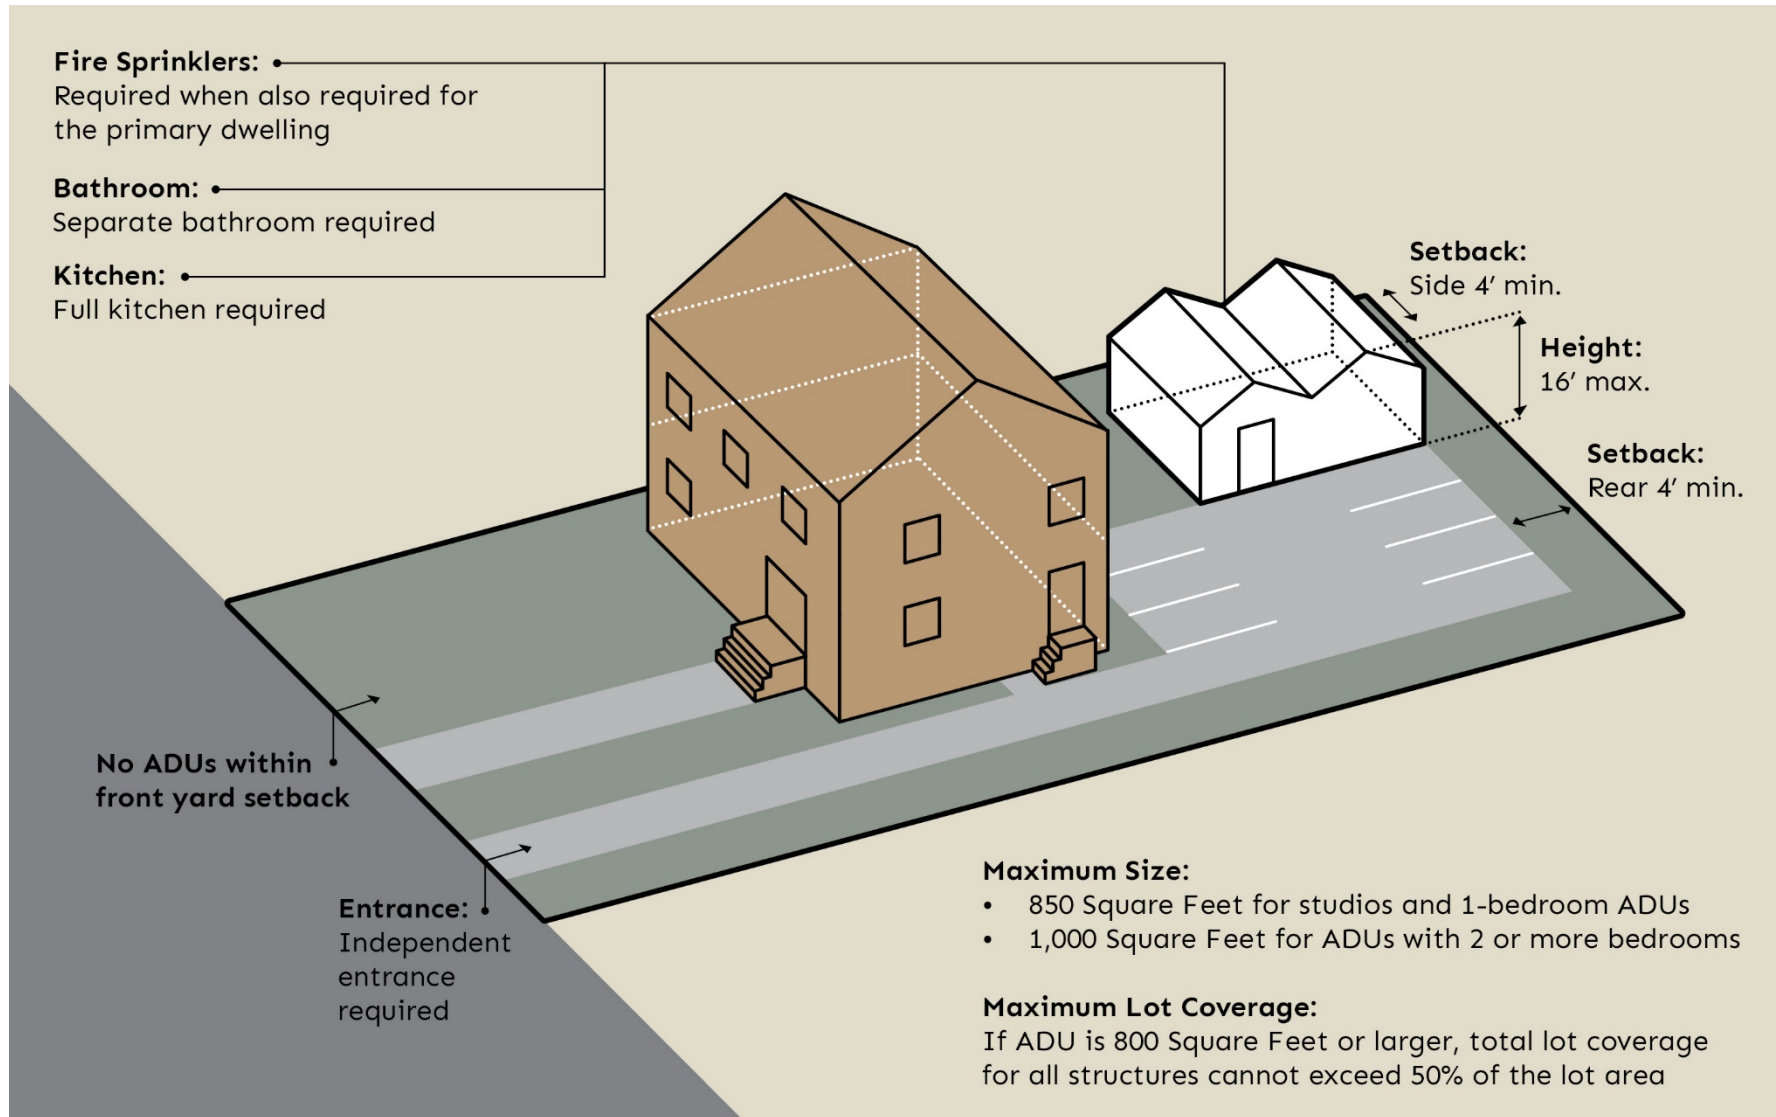 Fire Sprinklers:
Required when also required for
the primary dwelling
Bathroom:
Separate bathroom required
Kitchen:
Full kitchen required
Setback:
Side 4’ min.
Height:
16’ max.
Setback:
Rear 4’ min.
No ADUs within
front yard setback
Entrance:
Independent
entrance
required
Maximum Size:
• 850 Square Feet for studios and 1-bedroom ADUs
• 1,000 Square Feet for ADUs with 2 or more bedrooms
Maximum Lot Coverage:
If ADU is 800 Square Feet or larger, total lot coverage
for all structures cannot exceed 50% of the lot area